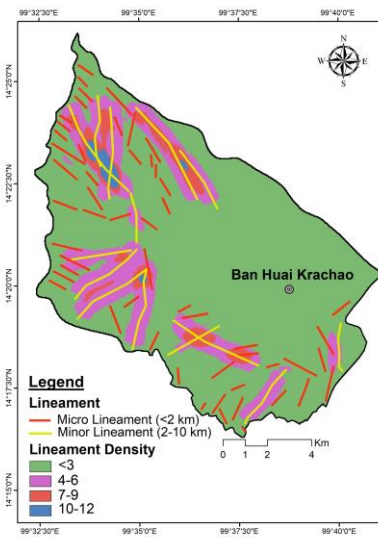 99°32'30"E 99°35'0"E 99°37'30"E 99°40'0"E
N
W E
S
14°25'0"N
14°22'30"N
14°20'0"N
14°17'30"N
14°15'0"N
Ban Huai Krachao
Legend
Lineament
Micro Lineament (<2 km)
Minor Lineament (2-10 km)
Lineament Density
<3
4-6
7-9
10-12
Km
0 1 2 4
99°32'30"E 99°35'0"E 99°37'30"E 99°40'0"E